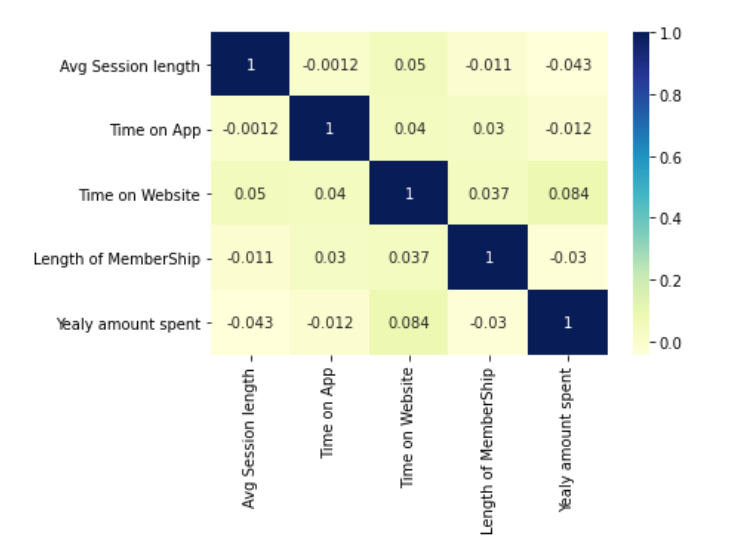 Avg Session length 1 -0.0012 0.05 -0.011 -0.043
Time on App -0.0012 1 0.04 0.03 -0.012
Time on Website 0.05 0.04 1 0.037 0.084
Length of MemberShip -0.011 0.03 0.037 1 -0.03
Yealy amount spent -0.043 -0.012 0.084 -0.03 1
Avg Session length
Time on App
Time on Website
Length of MemberShip
Yealy amount spent
1.0
0.8
0.6
0.4
0.2
0.0